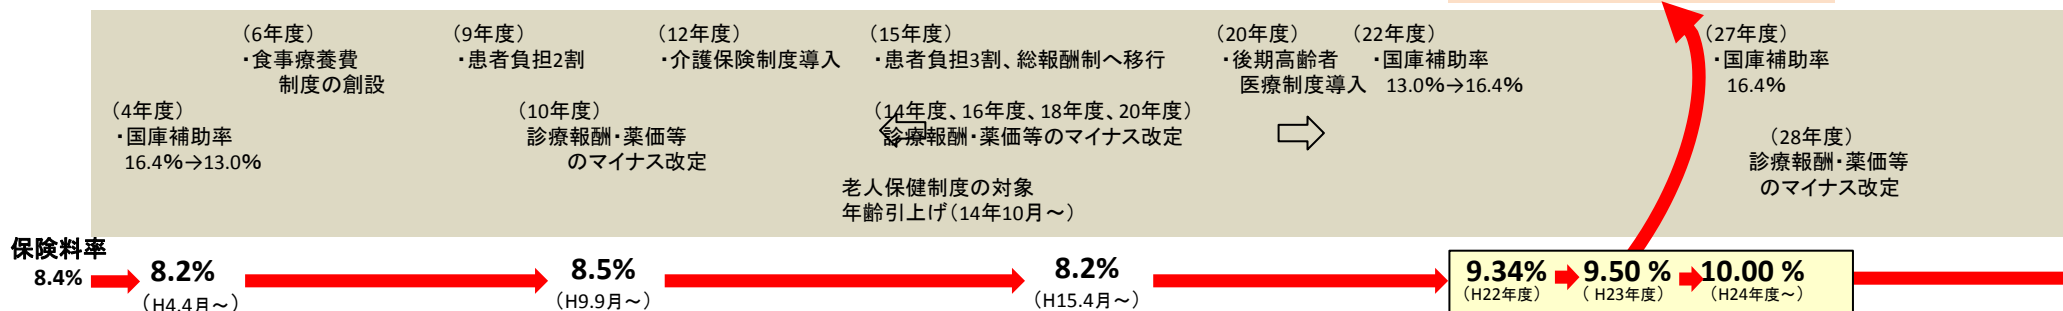 (6年度)
・食事療養費
制度の創設
(9年度)
・患者負担2割
(12年度)
・介護保険制度導入
(15年度)
・患者負担3割、総報酬制へ移行
(20年度)
・後期高齢者
医療制度導入
(22年度)
・国庫補助率
13.0%→16.4%
(27年度)
・国庫補助率
16.4%
(4年度)
・国庫補助率
16.4%→13.0%
(10年度)
診療報酬・薬価等
のマイナス改定
(14年度、16年度、18年度、20年度)
診療報酬・薬価等のマイナス改定
(28年度)
診療報酬・薬価等
のマイナス改定
老人保健制度の対象
年齢引上げ(14年10月～)
保険料率
8.4%
8.2%
(H4.4月～)
8.5%
(H9.9月～)
8.2%
(H15.4月～)
9.34%
(H22年度)
9.50 %
( H23年度)
10.00 %
(H24年度～)